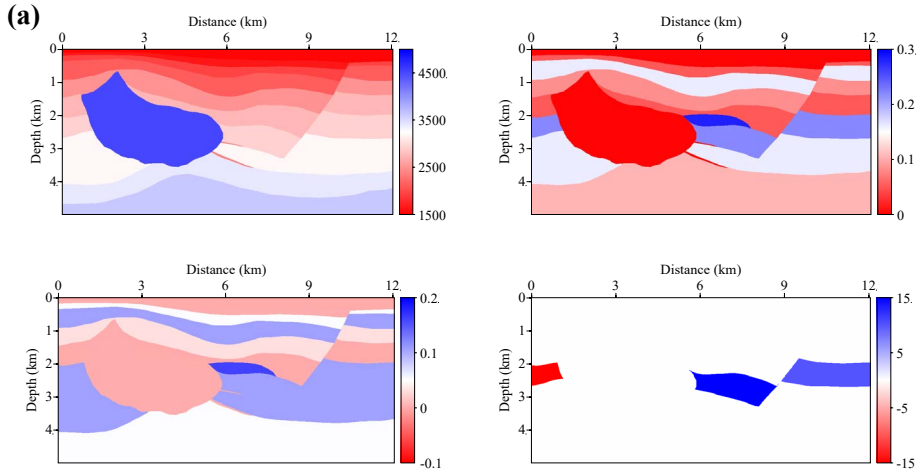 (a)
Distance (km)
0 3 6 9 12.
Depth (km)
0
1
2
3
4.
4500.
3500
2500
1500
Distance (km)
0 3 6 9 12.
Depth (km)
0
1
2
3
4.
0.3
0.2
0.1
0
Distance (km)
0 3 6 9 12.
Depth (km)
0
1
2
3
4.
0.2
0.1
0
-0.1
Distance (km)
0 3 6 9 12.
Depth (km)
0
1
2
3
4.
15.
5
-5
-15